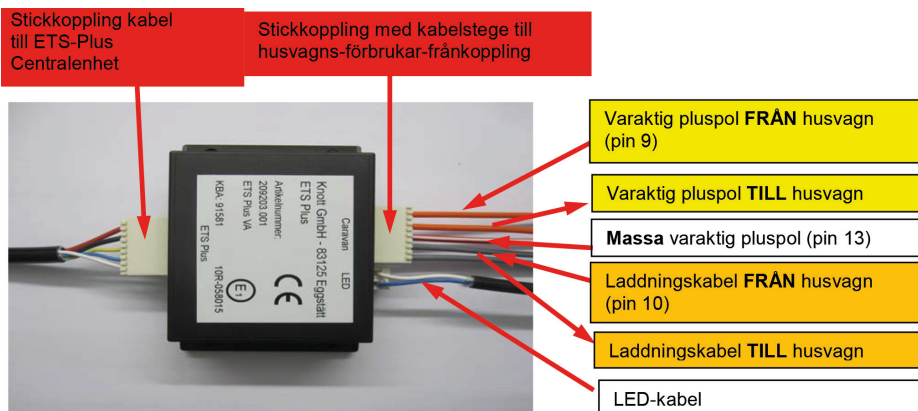 Stickkoppling kabel
till ETS-Plus
Centralenhet
Stickkoppling med kabelstege till
husvagns-förbrukar-frånkoppling
Varaktig pluspol FRÅN husvagn
(pin 9)
Varaktig pluspol TILL husvagn
Massa varaktig pluspol (pin 13)
Laddningskabel FRÅN husvagn
(pin 10)
Laddningskabel TILL husvagn
LED-kabel
Caravan LED
Knott GmbH - 83125 Eggstätt
ETS Plus
Artikelnummer:
209203.001
ETS Plus VA
KBA: 91581
CE
E1
ETS Plus
10R-058015